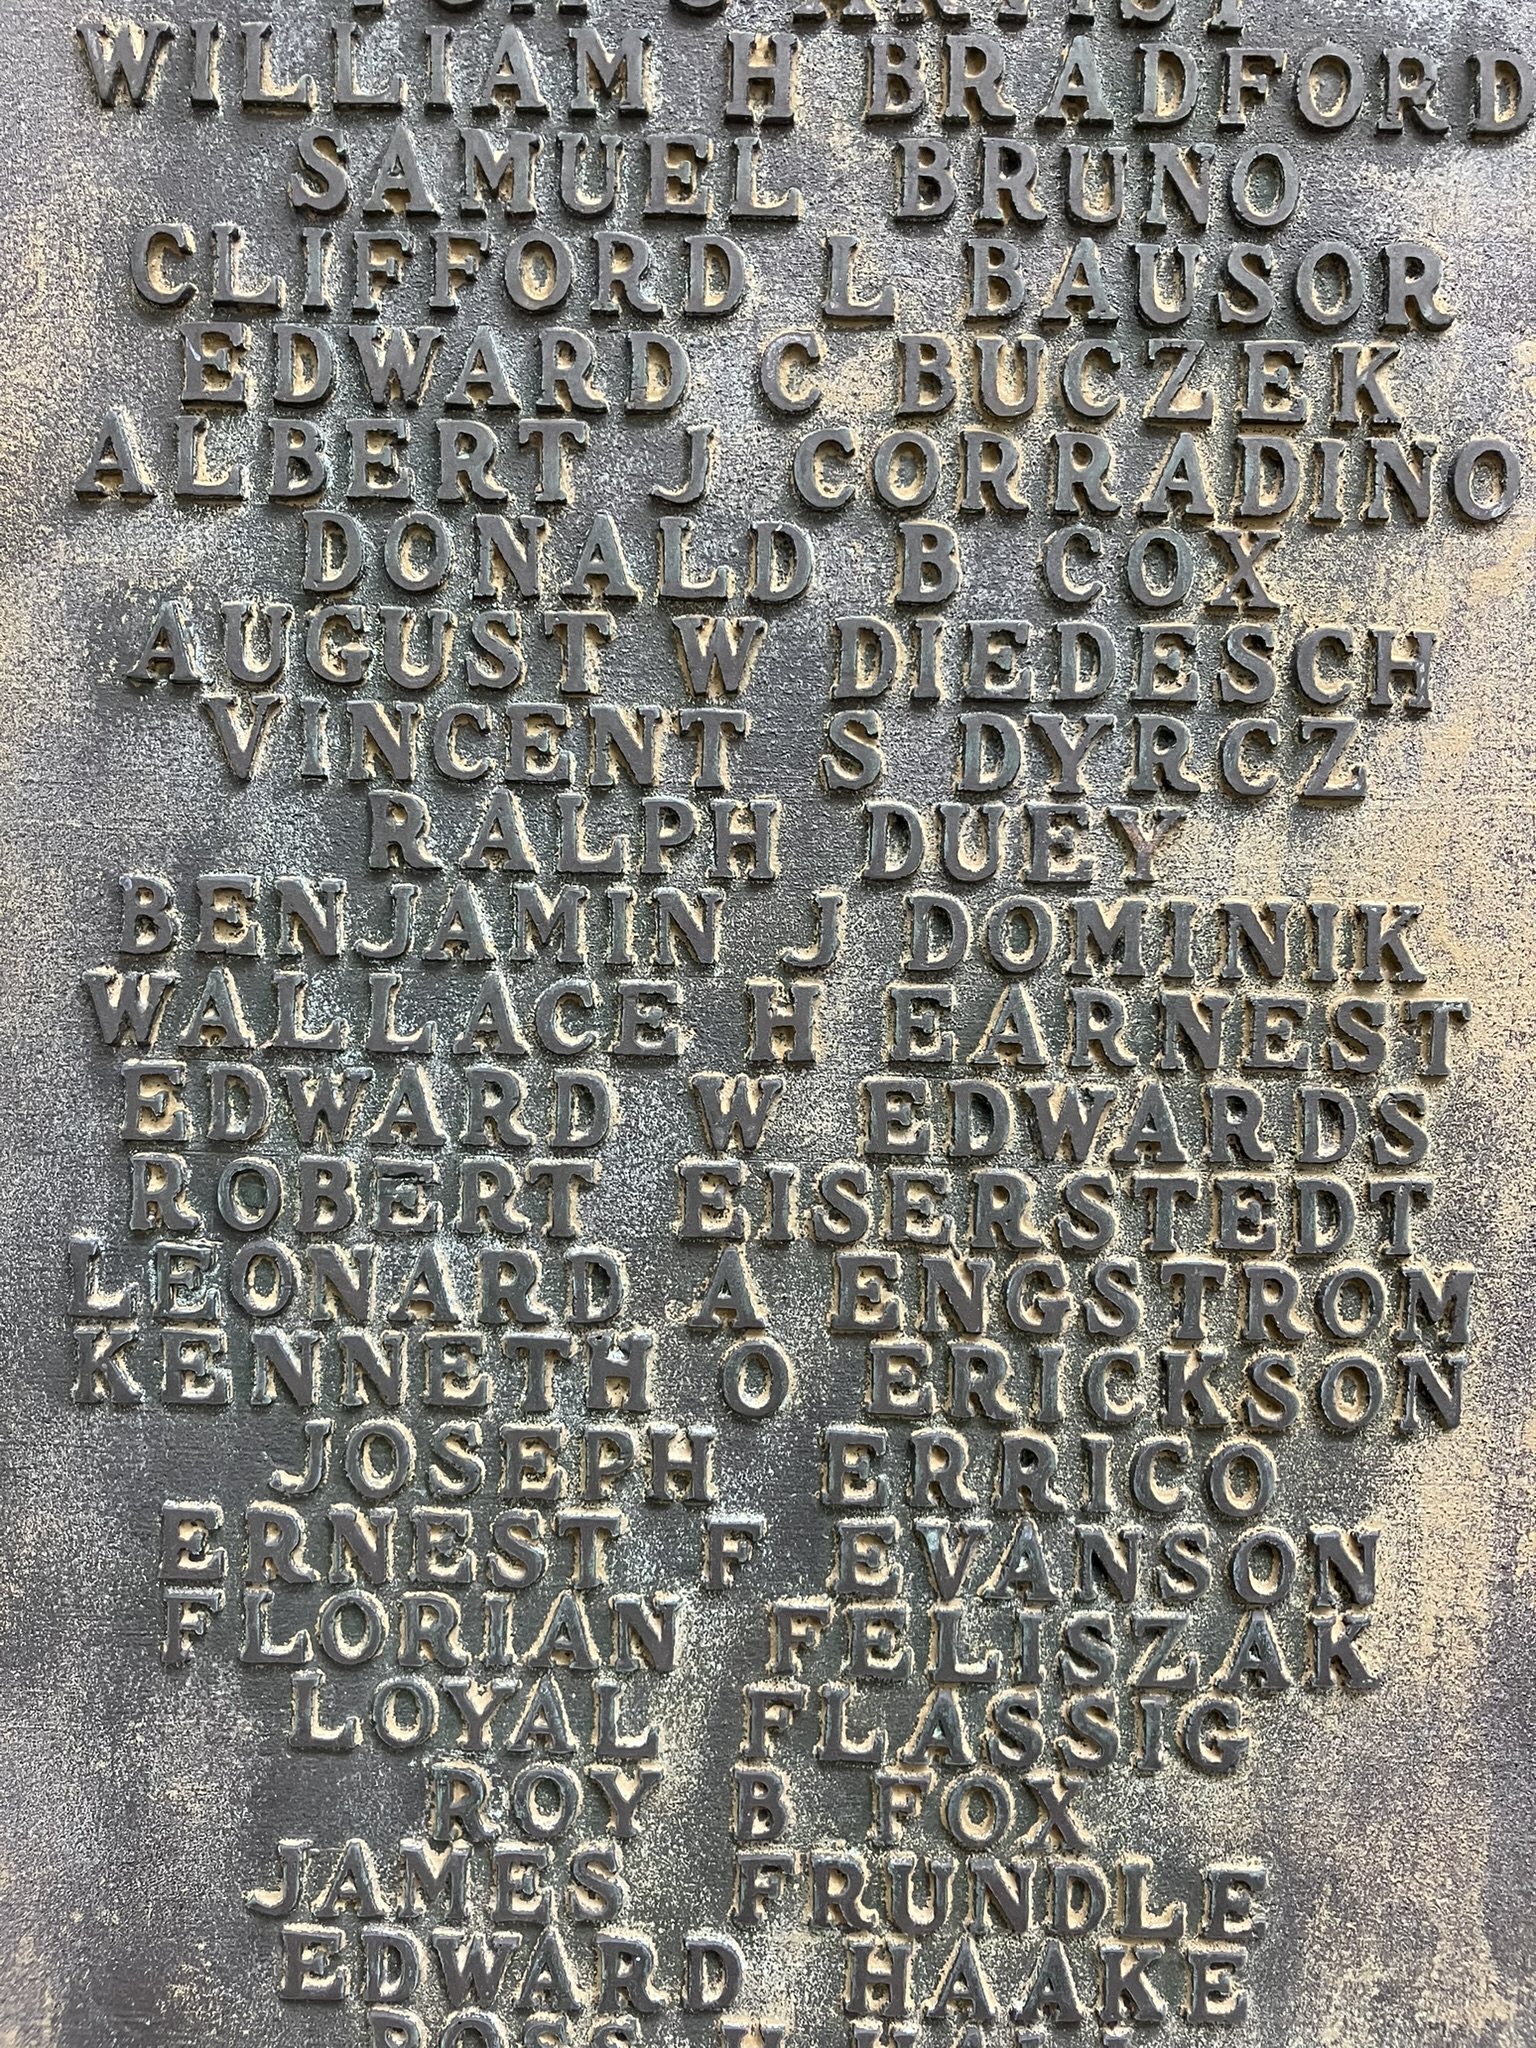 WILLIAM H BRADFORD
SAMUEL BRUNO
CLIFFORD L BAUSOR
EDWARD C BUCZEK
ALBERT J CORRADINO
DONALD B COX
AUGUST W DIEDESCH
VINCENT S DYRCZ
RALPH DUEY
BENJAMIN J DOMINIK
WALLACE H EARNEST
EDWARD W EDWARDS
ROBERT EISERSTEDT
LEONARD A ENGSTROM
KENNETH O ERICKSON
JOSEPH ERRICO
ERNEST F EVANSON
FLORIAN FELISZAK
LOYAL FLASSIG
ROY B FOX
JAMES FRUNDLE
EDWARD HAAKE
ROSS